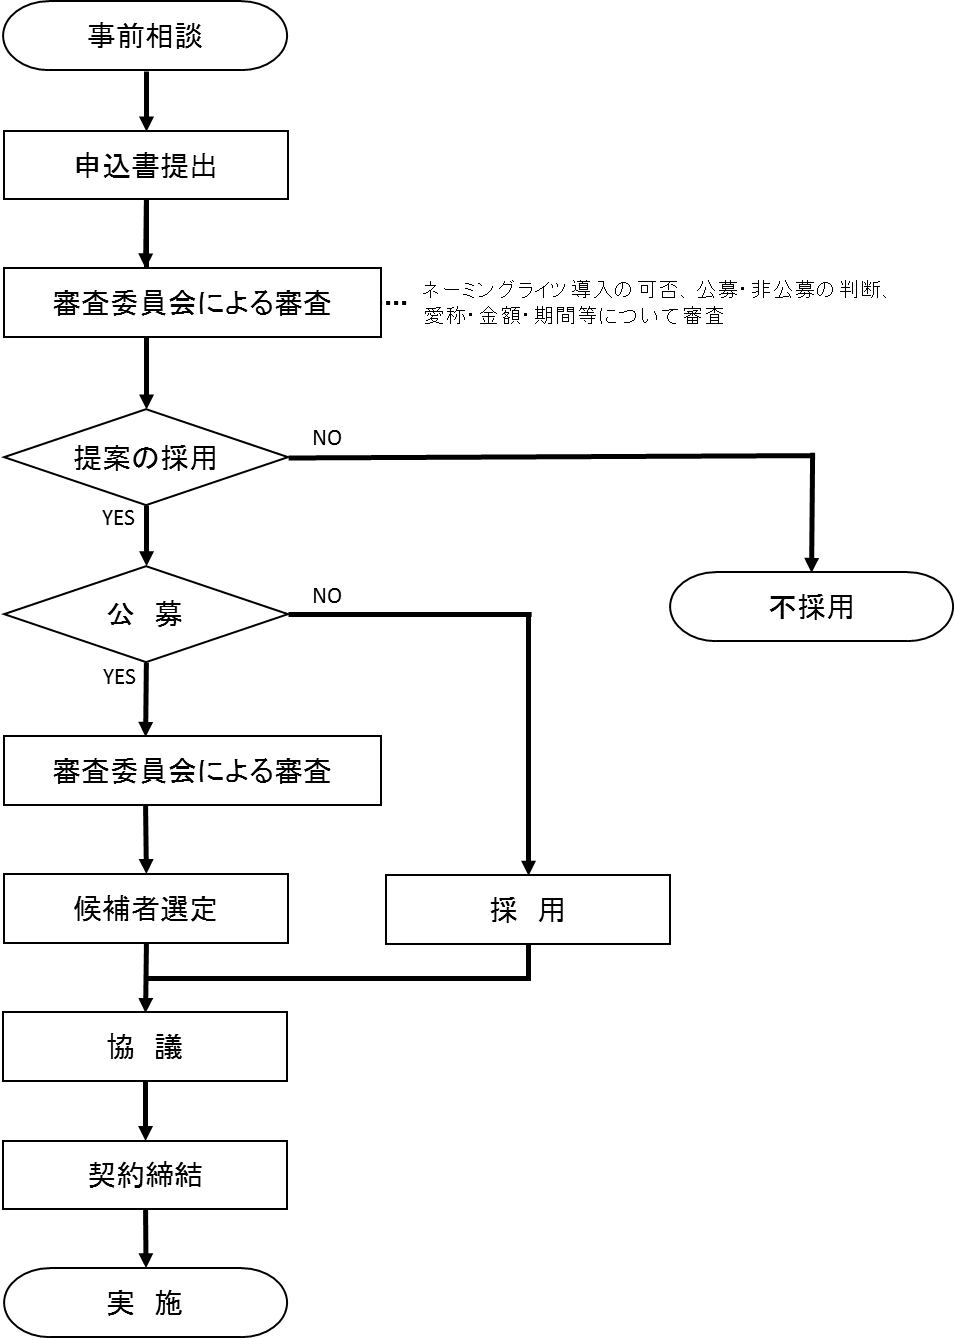 事前相談
申込書提出
審査委員会による審査
… ネーミングライツ導入の可否、公募・非公募の判断、
愛称・金額・期間等について審査
提案の採用
NO
YES
公　募
NO
不採用
YES
審査委員会による審査
候補者選定
採　用
協　議
契約締結
実　施